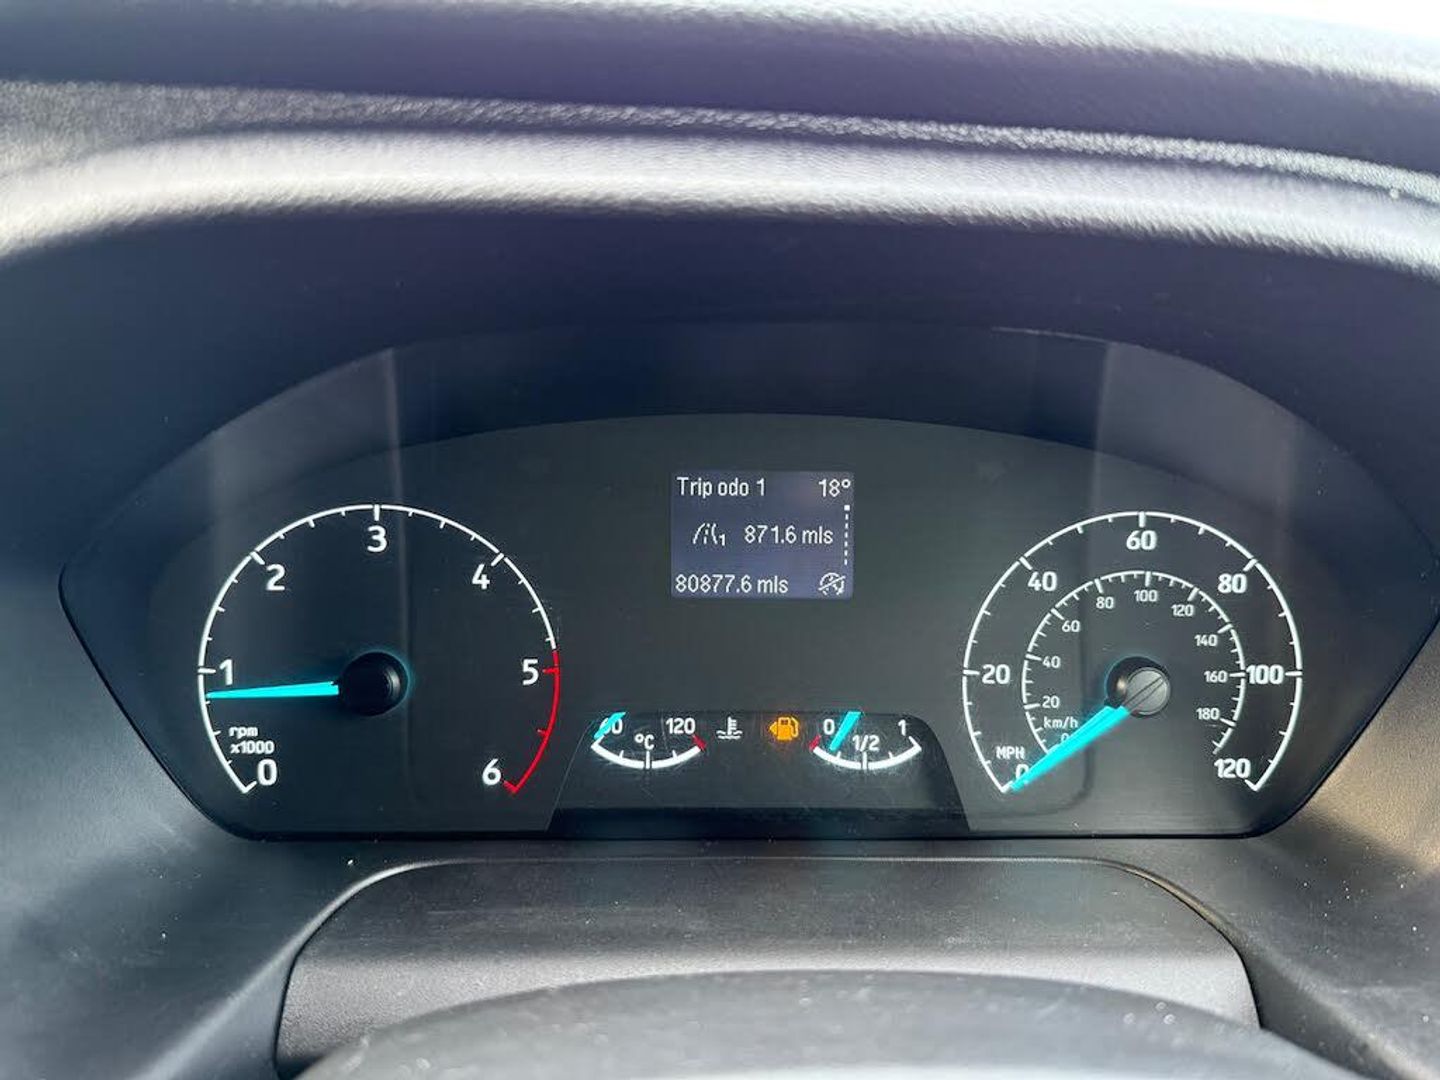 Trip odo 1 18°
1 871.6 mls
80877.6 mls
0 1 2 3 4 5 6
rpm
x1000
60 120
°C
0 1/2 1
0 20 40 60 80 100 120
MPH
20 40 60 80 100 120 140 160 180
km/h